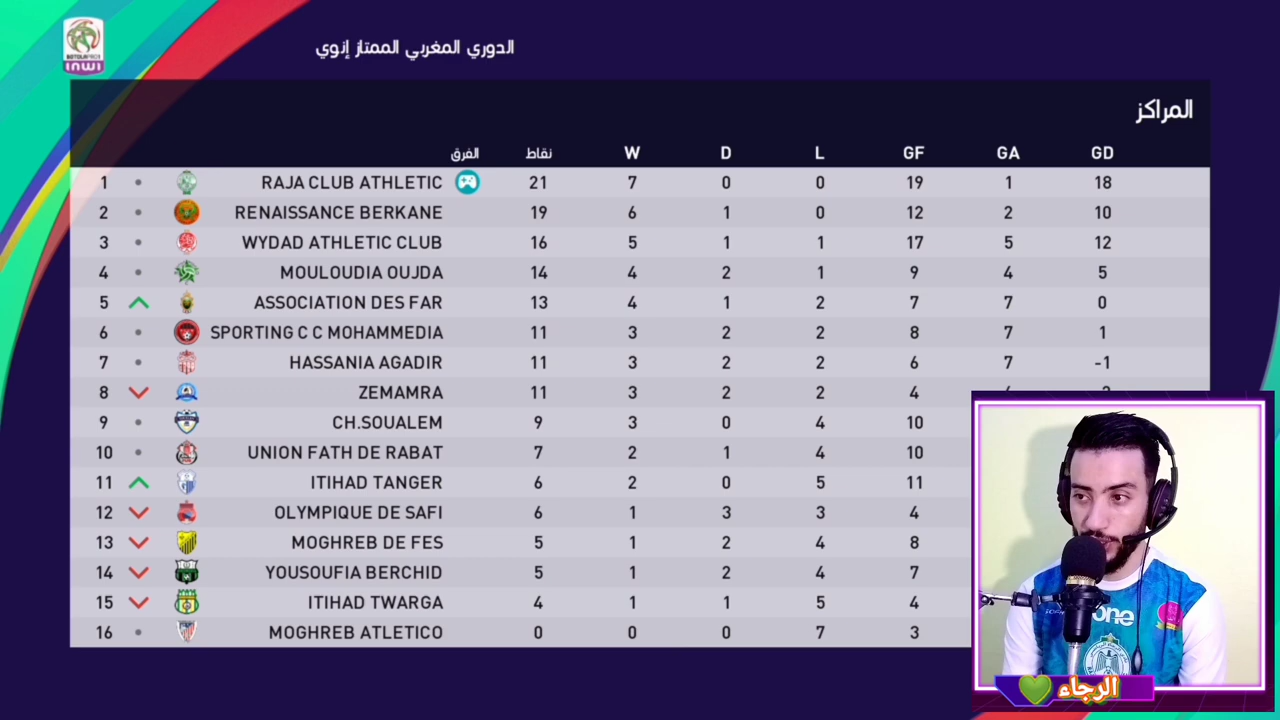 الدوري المغربي الممتاز إنوي
BOTOLA PRO1
inwi
المراكز
الفرق نقاط W D L GF GA GD
1 RAJA CLUB ATHLETIC 21 7 0 0 19 1 18
2 RENAISSANCE BERKANE 19 6 1 0 12 2 10
3 WYDAD ATHLETIC CLUB 16 5 1 1 17 5 12
4 MOULOUDIA OUJDA 14 4 2 1 9 4 5
5 ASSOCIATION DES FAR 13 4 1 2 7 7 0
6 SPORTING C C MOHAMMEDIA 11 3 2 2 8 7 1
7 HASSANIA AGADIR 11 3 2 2 6 7 -1
8 ZEMAMRA 11 3 2 2 4
9 CH.SOUALEM 9 3 0 4 10
10 UNION FATH DE RABAT 7 2 1 4 10
11 ITIHAD TANGER 6 2 0 5 11
12 OLYMPIQUE DE SAFI 6 1 3 3 4
13 MOGHREB DE FES 5 1 2 4 8
14 YOUSOUFIA BERCHID 5 1 2 4 7
15 ITIHAD TWARGA 4 1 1 5 4
16 MOGHREB ATLETICO 0 0 0 7 3
one
الرجاء